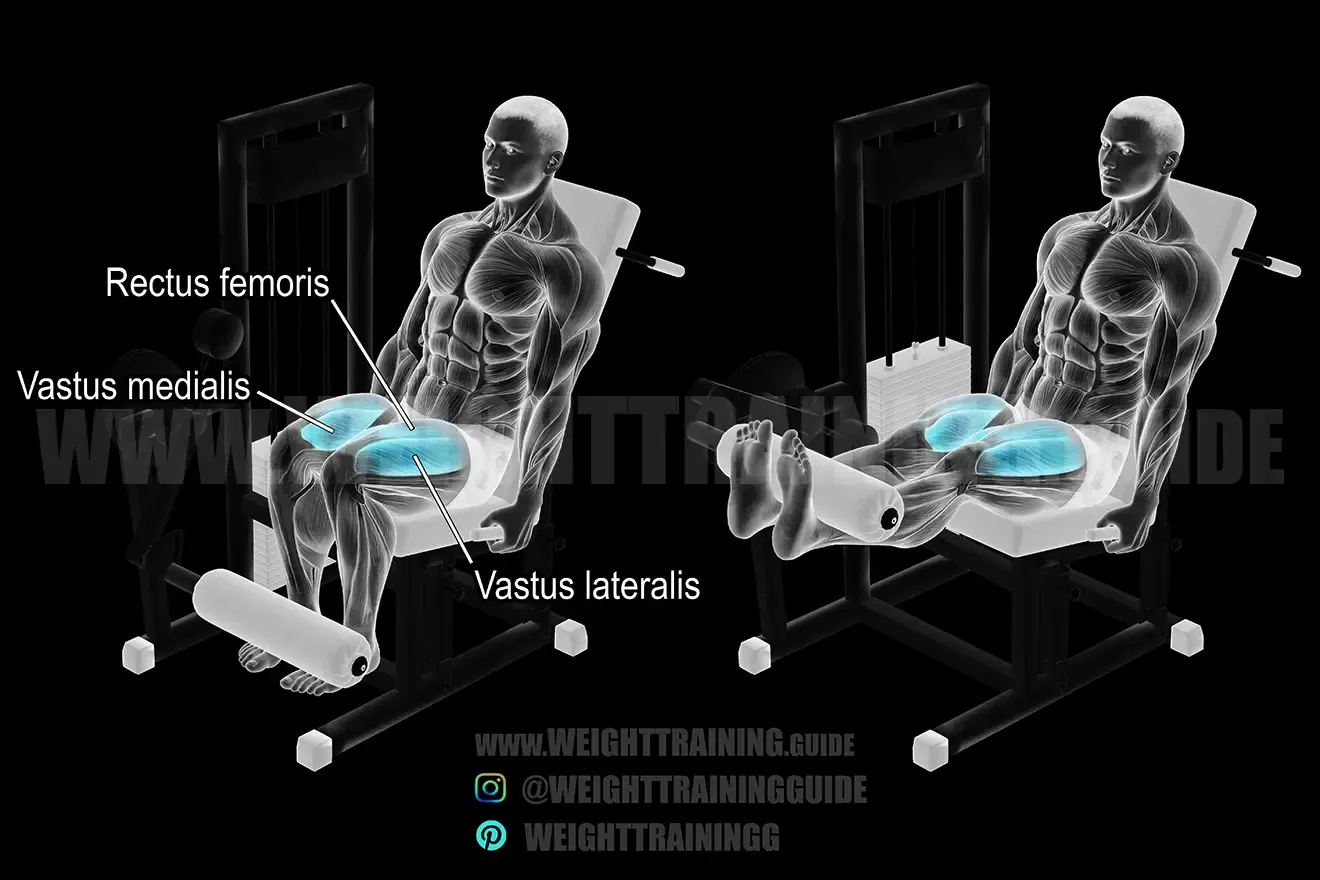 Rectus femoris
Vastus medialis
WWW.WEIGHTTRAINING.GUIDE
Vastus lateralis
WWW.WEIGHTTRAINING.GUIDE
@WEIGHTTRAININGGUIDE
WEIGHTTRAININGG